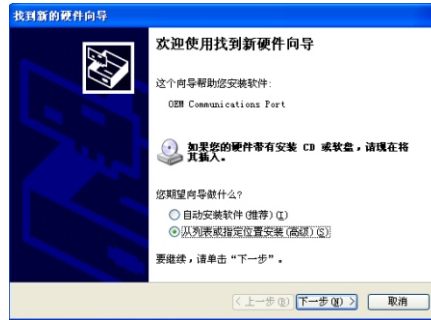 找到新的硬件向导
欢迎使用找到新硬件向导
这个向导帮助您安装软件:
OEM Communications Port
如果您的硬件带有安装 CD 或软盘，请现在将
其插入。
您期望向导做什么?
自动安装软件(推荐)(I)
从列表或指定位置安装(高级)(S)
要继续，请单击“下一步”。
< 上一步(B) 下一步(N) > 取消